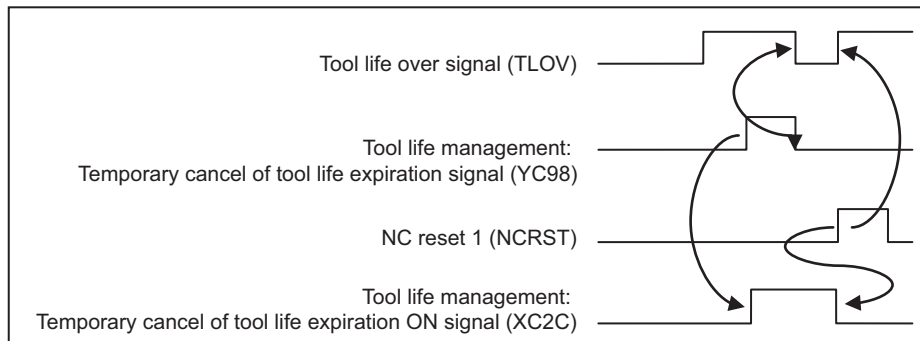 Tool life over signal (TLOV)
Tool life management:
Temporary cancel of tool life expiration signal (YC98)
NC reset 1 (NCRST)
Tool life management:
Temporary cancel of tool life expiration ON signal (XC2C)